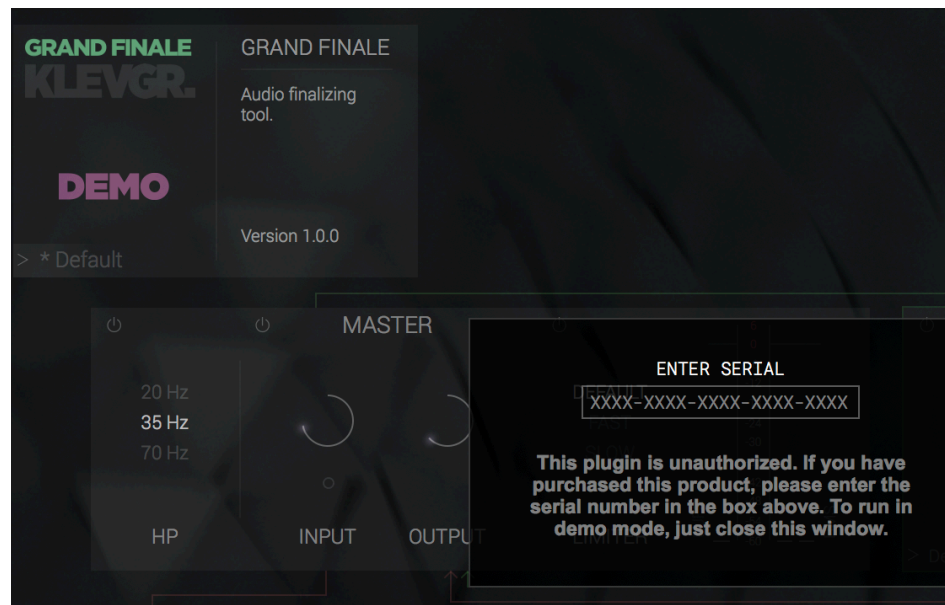 GRAND FINALE
KLEVGR.
DEMO
> * Default
GRAND FINALE
Audio finalizing
tool.
Version 1.0.0
MASTER
20 Hz
35 Hz
70 Hz
HP
INPUT
OUTPUT
DEFAULT
FAST
LIMITER
ENTER SERIAL
XXXX-XXXX-XXXX-XXXX-XXXX
This plugin is unauthorized. If you have
purchased this product, please enter the
serial number in the box above. To run in
demo mode, just close this window.